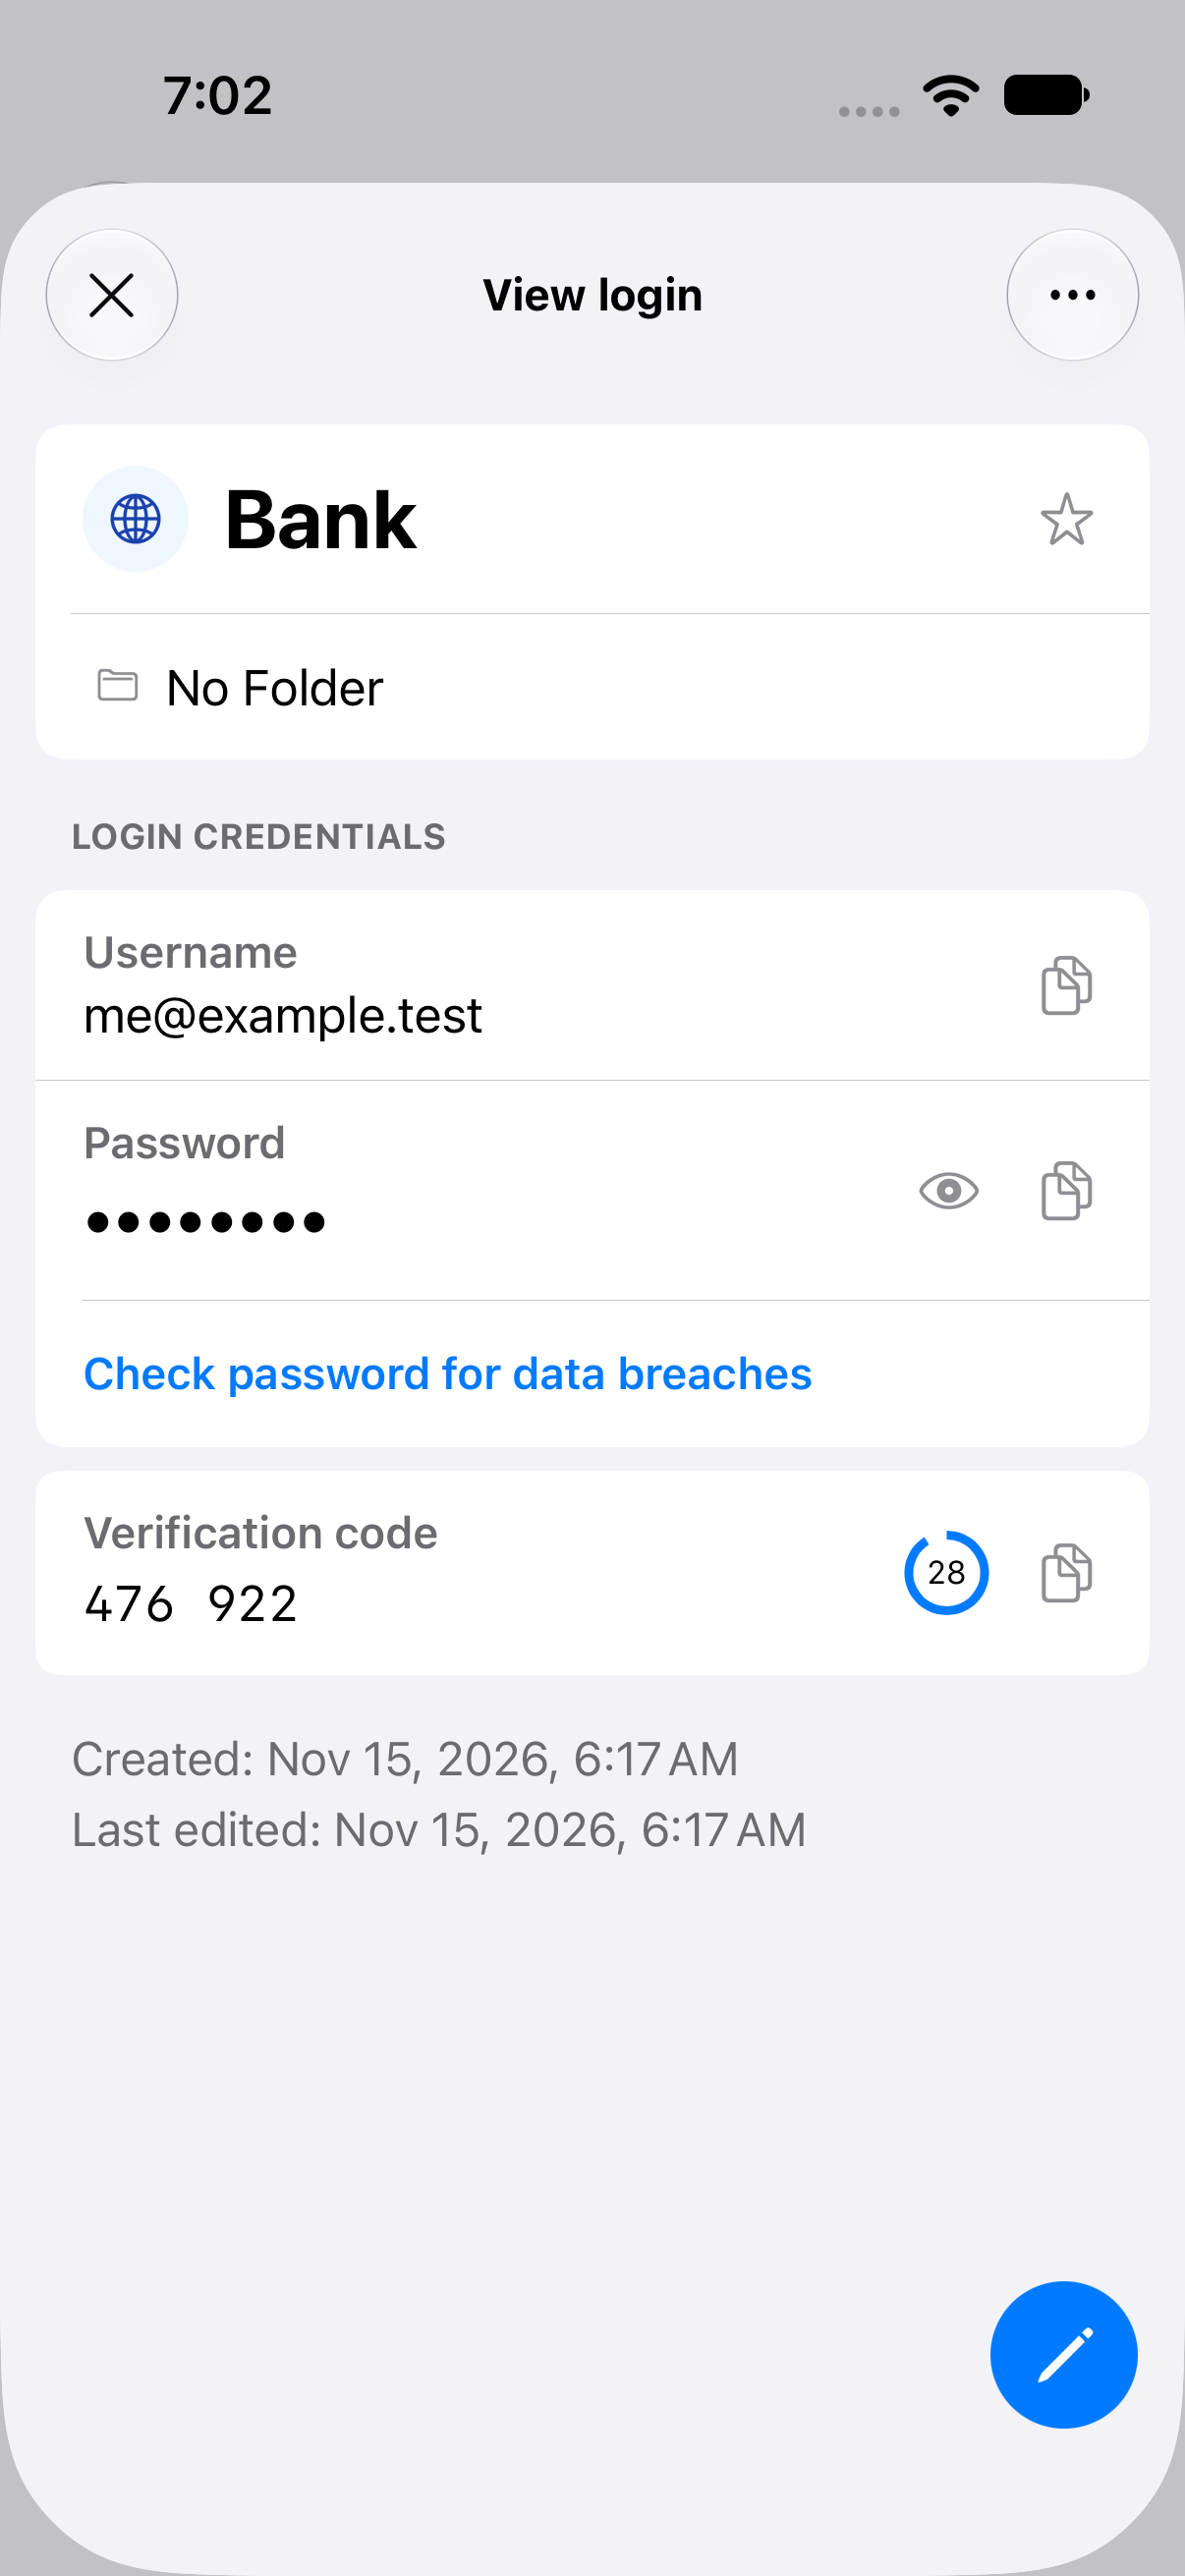 7:02
View login
Bank
No Folder
LOGIN CREDENTIALS
Username
me@example.test
Password
••••••••
Check password for data breaches
Verification code
476 922
28
Created: Nov 15, 2026, 6:17 AM
Last edited: Nov 15, 2026, 6:17 AM